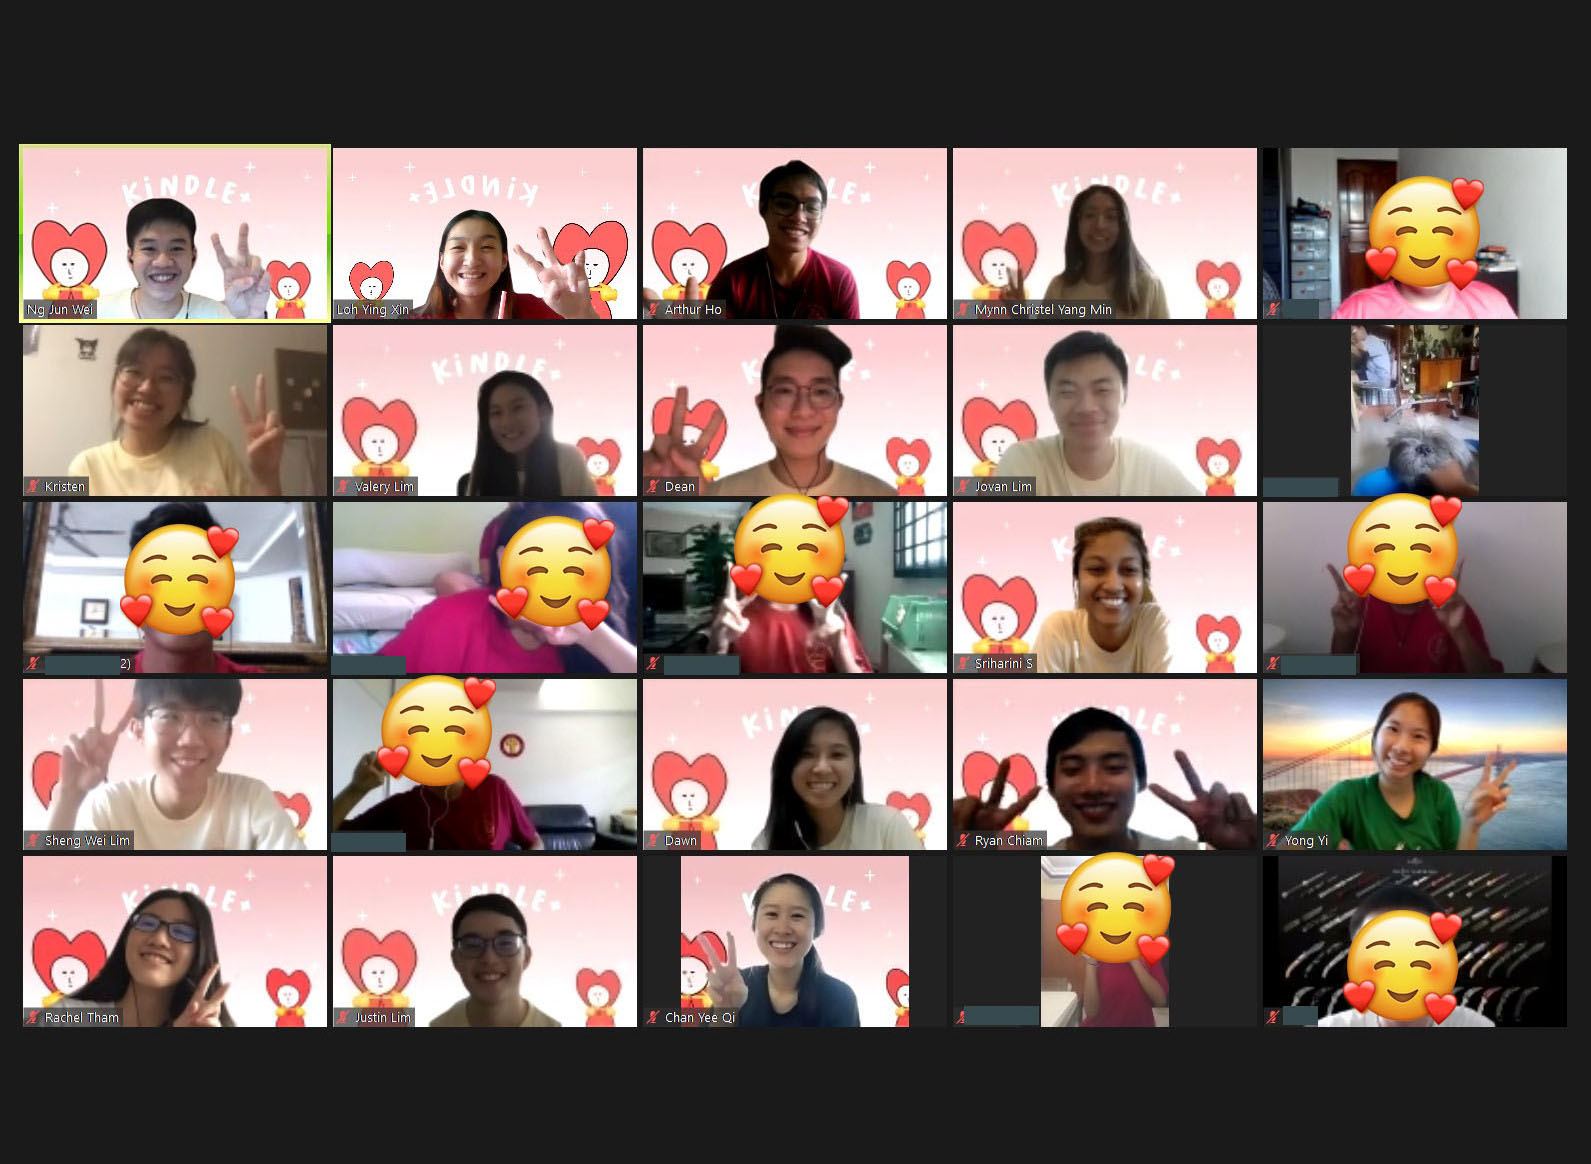 KiNDLE
KiNDLE
Ng Jun Wei
Loh Ying Xin
Arthur Ho
Mynn Christel Yang Min
KiNDLE
Kristen
Valery Lim
Dean
Jovan Lim
2)
Sriharini S
Sheng Wei Lim
Dawn
Ryan Chiam
Yong Yi
Rachel Tham
Justin Lim
Chan Yee Qi